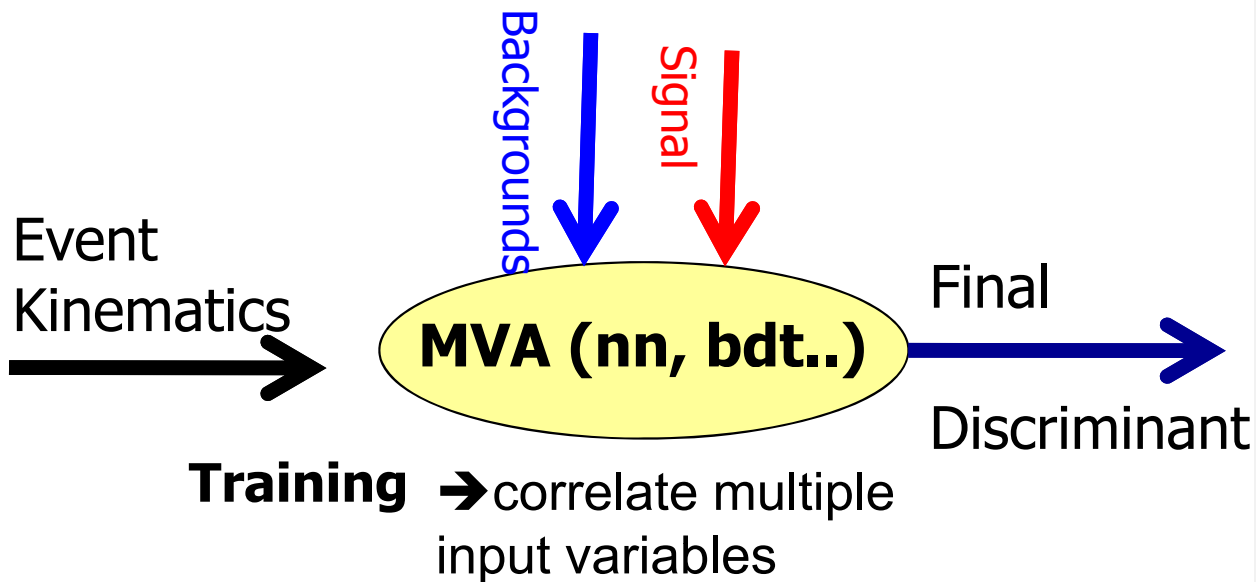 Backgrounds
Signal
Event
Kinematics
MVA (nn, bdt..)
Final
Discriminant
Training ➔correlate multiple
input variables